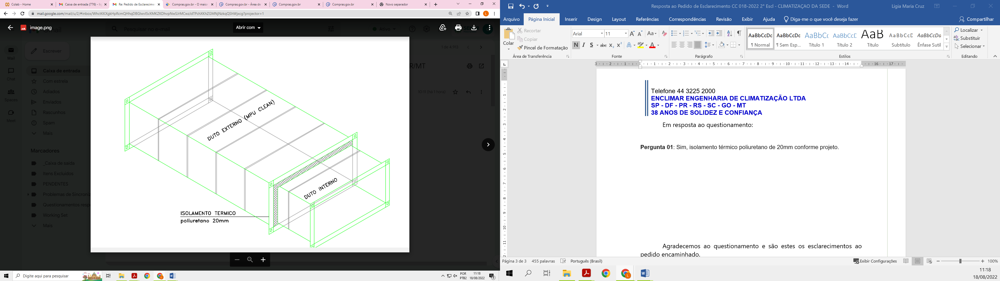 Colab - Home
Caixa de entrada (776) - lig
Re: Pedido de Esclarecimen
Compras.gov.br - O maior
Compras.gov.br - Área de
Compras.gov.br
Compras.gov.br
Novo separador
mail.google.com/mail/u/2/#inbox/WhctKKXgkHpRcmQHhqDBGlwvlSvXMKZKDhvpNwSJrMCwzJdTPchXKhZGMNjNzkqQShWjxcg?projector=1
image.png
Abrir com
Pesquisar no e-mail
Ativo
Mail
Chat
Spaces
Meet
Escrever
Caixa de entrada
Com estrela
Adiados
Enviados
Rascunhos
Spam
Mais
Marcadores
_Caixa de saída
Itens Excluídos
PENDENTES
Problemas de Sincroniz
Questionamentos resp
Working Set
Mais
1 de 4.913
R/MT
10:11 (há 1 hora)
DUTO EXTERNO (MPU CLEAN)
DUTO INTERNO
ISOLAMENTO TERMICO
poliuretano 20mm
Digite aqui para pesquisar
POR
PTB2
11:18
18/08/2022
Resposta ao Pedido de Esclarecimento CC 018-2022 2° Escl - CLIMATIZAÇAO DA SEDE - Word
Ligia Maria Cruz
Arquivo
Página Inicial
Inserir
Design
Layout
Referências
Correspondências
Revisão
Exibir
Ajuda
Diga-me o que você deseja fazer
Compartilhar
Colar
Recortar
Copiar
Pincel de Formatação
Área de Transferência
Arial
11
N I S abc X₂ X²
Fonte
Parágrafo
AaBbCcDc
¶ Normal
AaBbCcDc
¶ Sem Esp...
AaBbCc
Título 1
AaBbCcC
Título 2
AaB
Título
AaBbCcD
Subtítulo
AaBbCcDa
Ênfase Sutil
Estilos
Localizar
Substituir
Selecionar
Editando
Telefone 44 3225 2000
ENCLIMAR ENGENHARIA DE CLIMATIZAÇÃO LTDA
SP - DF - PR - RS - SC - GO - MT
38 ANOS DE SOLIDEZ E CONFIANÇA
Em resposta ao questionamento:
Pergunta 01: Sim, isolamento térmico poliuretano de 20mm conforme projeto.
Agradecemos ao questionamento e são estes os esclarecimentos ao
pedido encaminhado.
Página 3 de 3
455 palavras
Português (Brasil)
Exibir Configurações
100%
11:18
18/08/2022